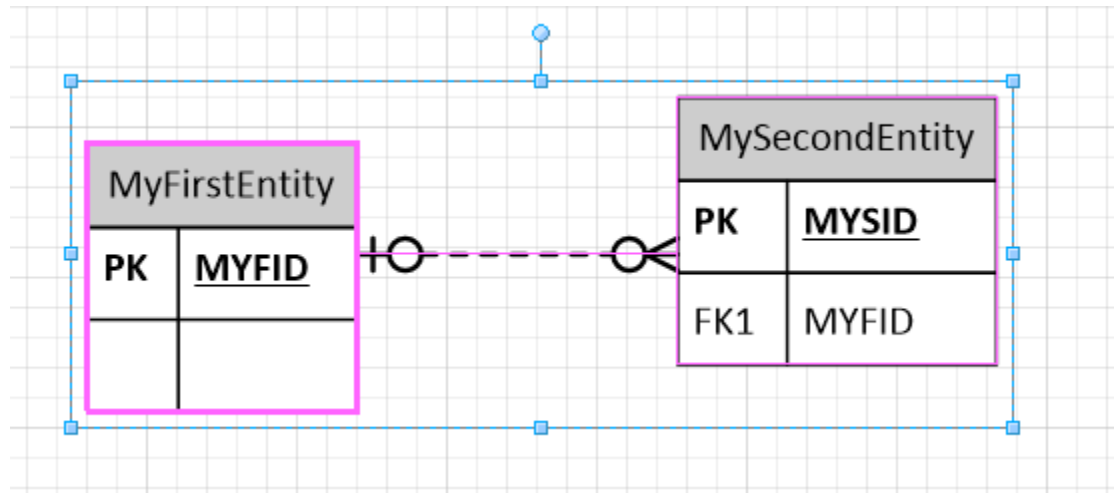 MyFirstEntity
PK MYFID
MySecondEntity
PK MYSID
FK1 MYFID